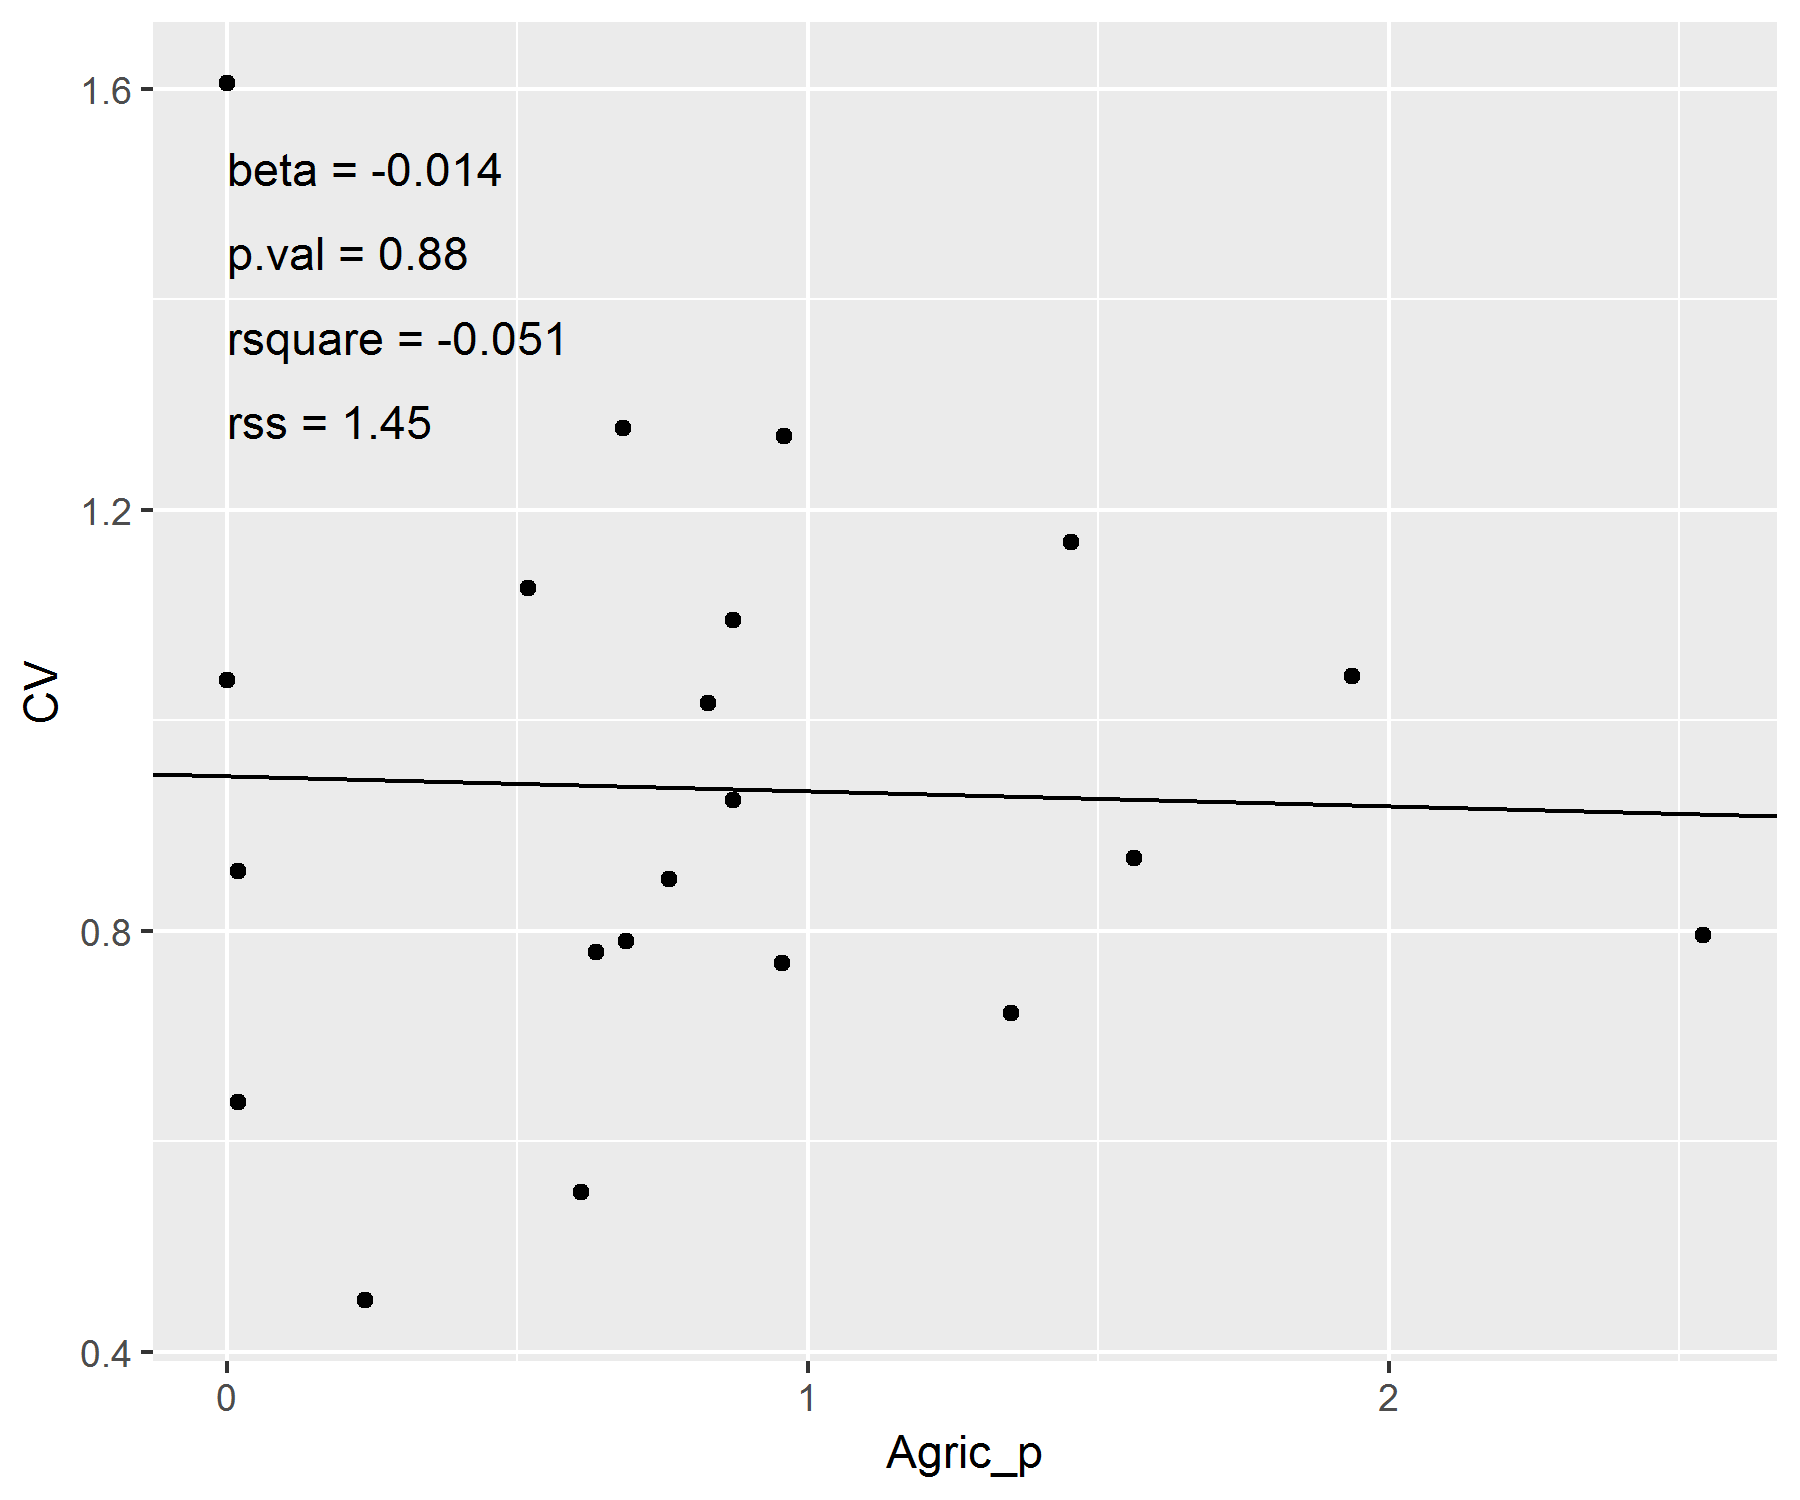 1.6
beta = -0.014
p.val = 0.88
rsquare = -0.051
rss = 1.45
1.2
CV
0.8
0.4
0
1
2
Agric_p